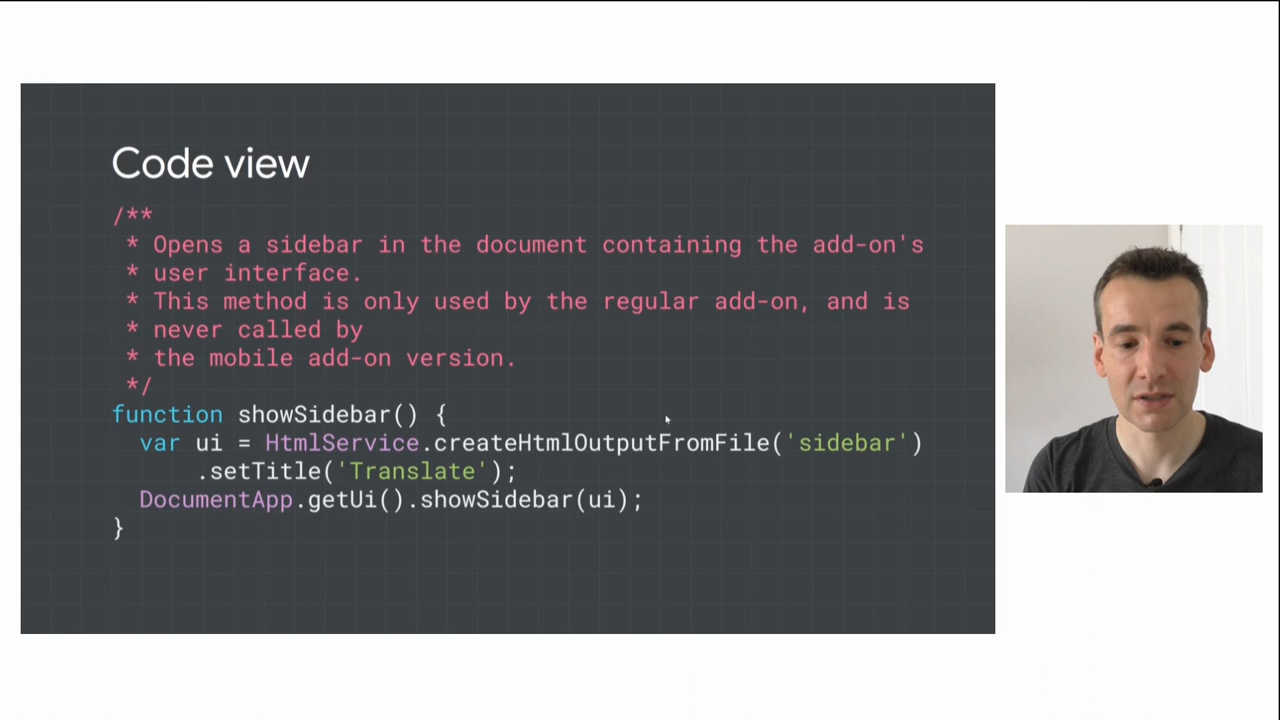 Code view
/**
 * Opens a sidebar in the document containing the add-on's
 * user interface.
 * This method is only used by the regular add-on, and is
 * never called by
 * the mobile add-on version.
 */
function showSidebar() {
  var ui = HtmlService.createHtmlOutputFromFile('sidebar')
      .setTitle('Translate');
  DocumentApp.getUi().showSidebar(ui);
}